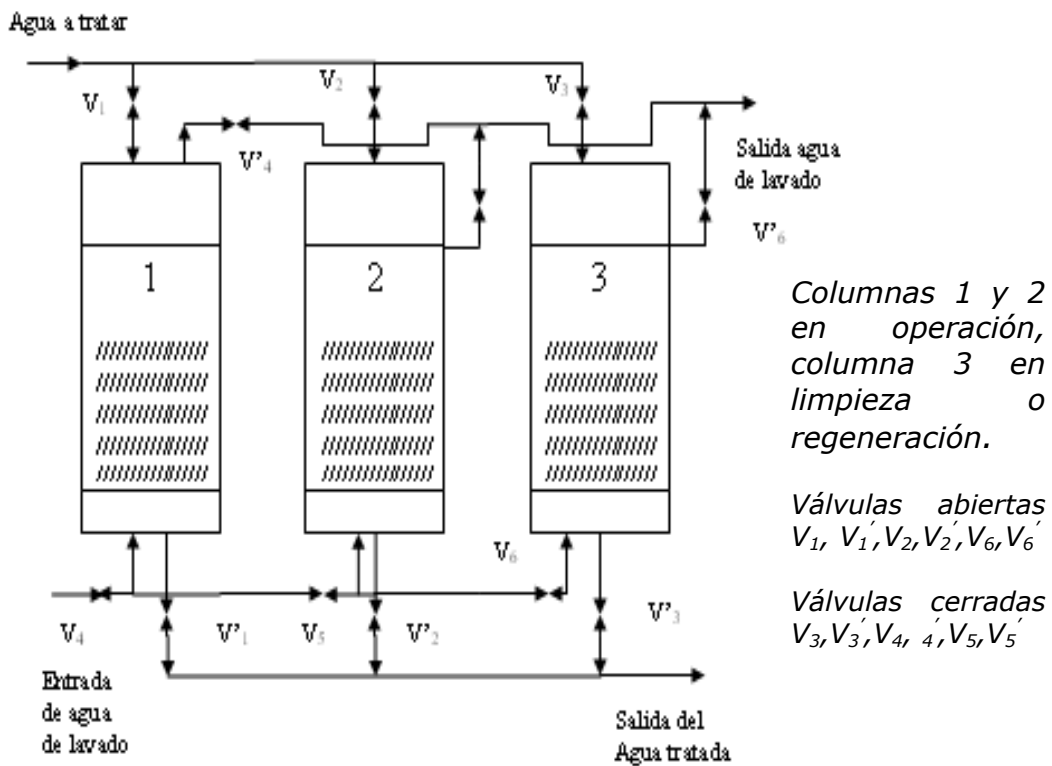 Agua a tratar
V1
V2
V3
V'4
Salida agua
de lavado
V'6
1
2
3
Columnas 1 y 2
en operación,
columna 3 en
limpieza o
regeneración.
Válvulas abiertas
V1, V1',V2,V2',V6,V6'
Válvulas cerradas
V3,V3',V4, 4',V5,V5'
V6
V4
V'1
V5
V'2
V'3
Entrada
de agua
de lavado
Salida del
Agua tratada